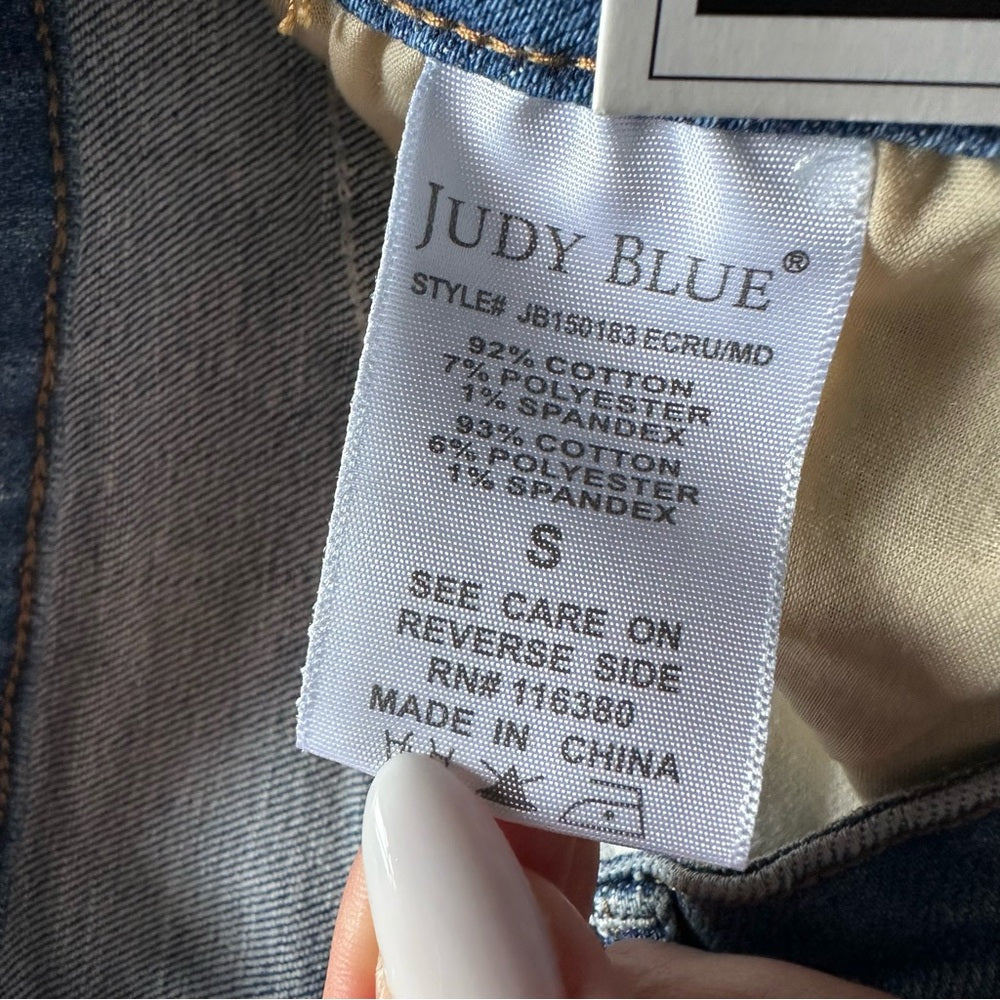 JUDY BLUE®
STYLE# JB150183 ECRU/MD
92% COTTON
7% POLYESTER
1% SPANDEX
93% COTTON
6% POLYESTER
1% SPANDEX
S
SEE CARE ON
REVERSE SIDE
RN# 116380
MADE IN CHINA